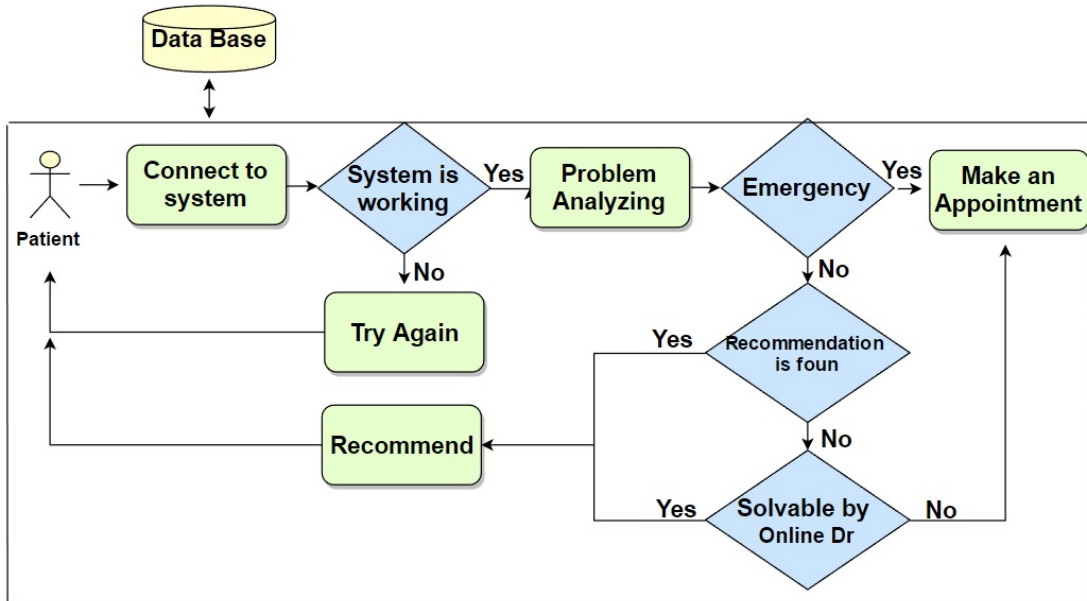 Data Base
Connect to
system
System is
working
Yes
Problem
Analyzing
Emergency
Yes
Make an
Appointment
Patient
No
No
Try Again
Yes
Recommendation
is foun
Recommend
No
Yes
Solvable by
Online Dr
No